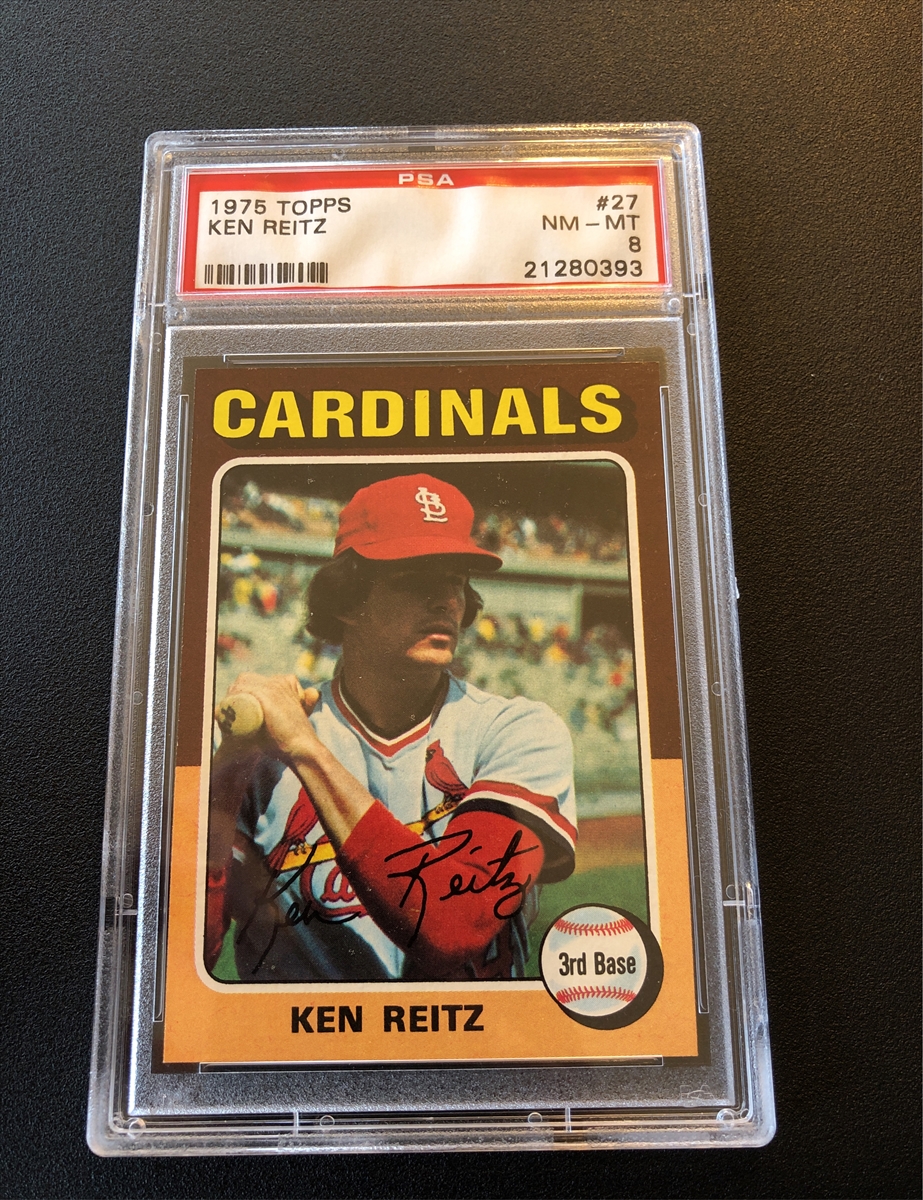 PSA
1975 TOPPS #27
KEN REITZ NM-MT
8
21280393
CARDINALS
StL
Ken Reitz
3rd Base
KEN REITZ